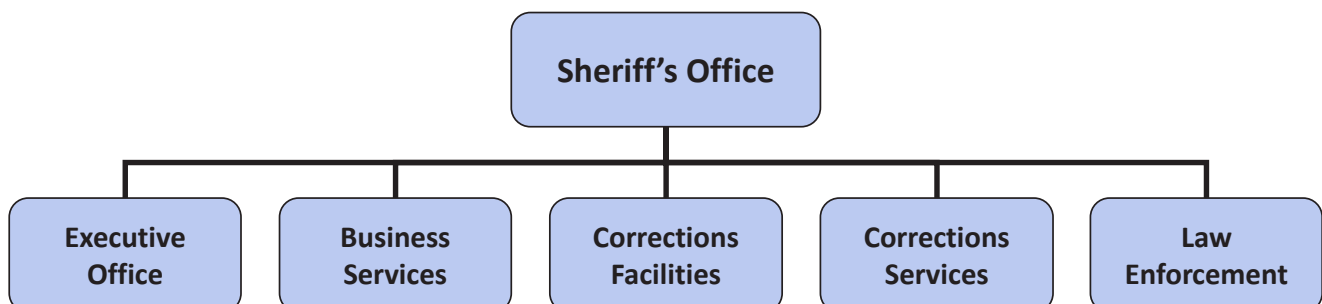 Sheriff’s Office
Executive
Office
Business
Services
Corrections
Facilities
Corrections
Services
Law
Enforcement